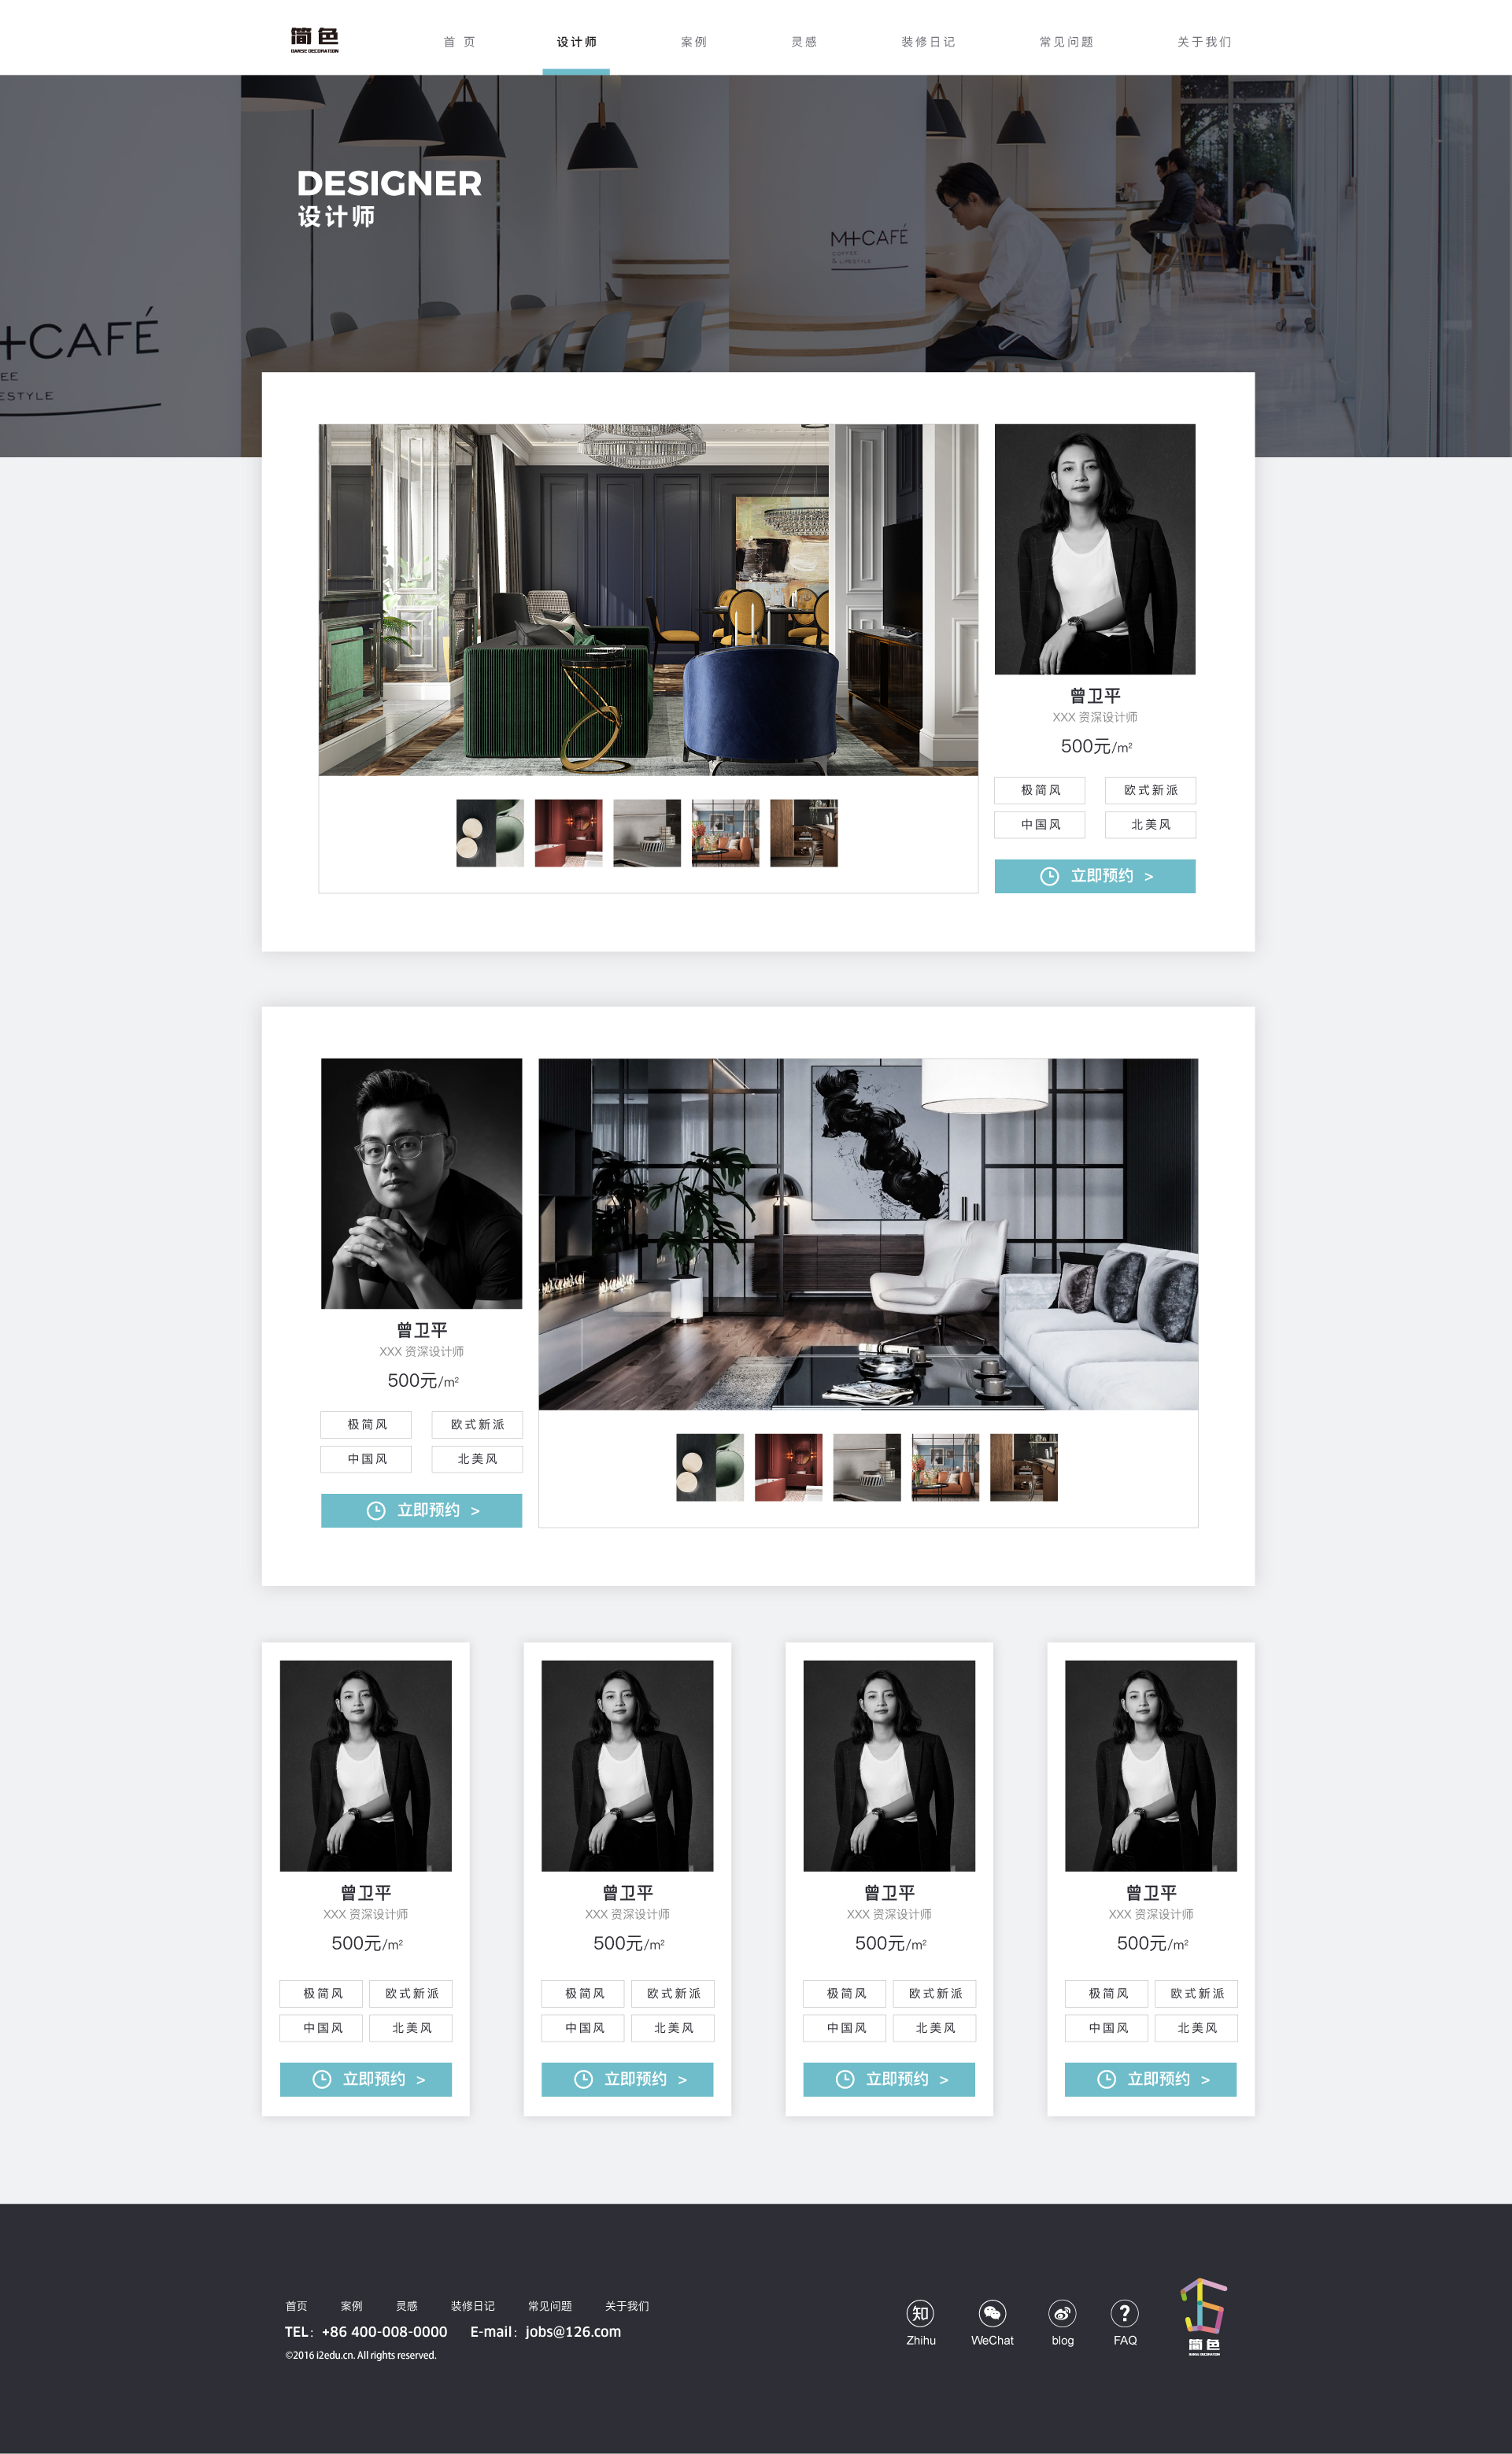 简色
DANSE DECORATION
首 页 设计师 案例 灵感 装修日记 常见问题 关于我们
DESIGNER
设计师
M+CAFÉ
COFFEE
& LIFESTYLE
+CAFÉ
EE
ESTYLE
曾卫平
XXX 资深设计师
500元/m²
极简风 欧式新派
中国风 北美风
立即预约 >
曾卫平
XXX 资深设计师
500元/m²
极简风 欧式新派
中国风 北美风
立即预约 >
曾卫平 曾卫平 曾卫平 曾卫平
XXX 资深设计师 XXX 资深设计师 XXX 资深设计师 XXX 资深设计师
500元/m² 500元/m² 500元/m² 500元/m²
极简风 欧式新派 极简风 欧式新派 极简风 欧式新派 极简风 欧式新派
中国风 北美风 中国风 北美风 中国风 北美风 中国风 北美风
立即预约 > 立即预约 > 立即预约 > 立即预约 >
首页 案例 灵感 装修日记 常见问题 关于我们
TEL：+86 400-008-0000 E-mail：jobs@126.com
©2016 i2edu.cn. All rights reserved.
知 ?
Zhihu WeChat blog FAQ
简色